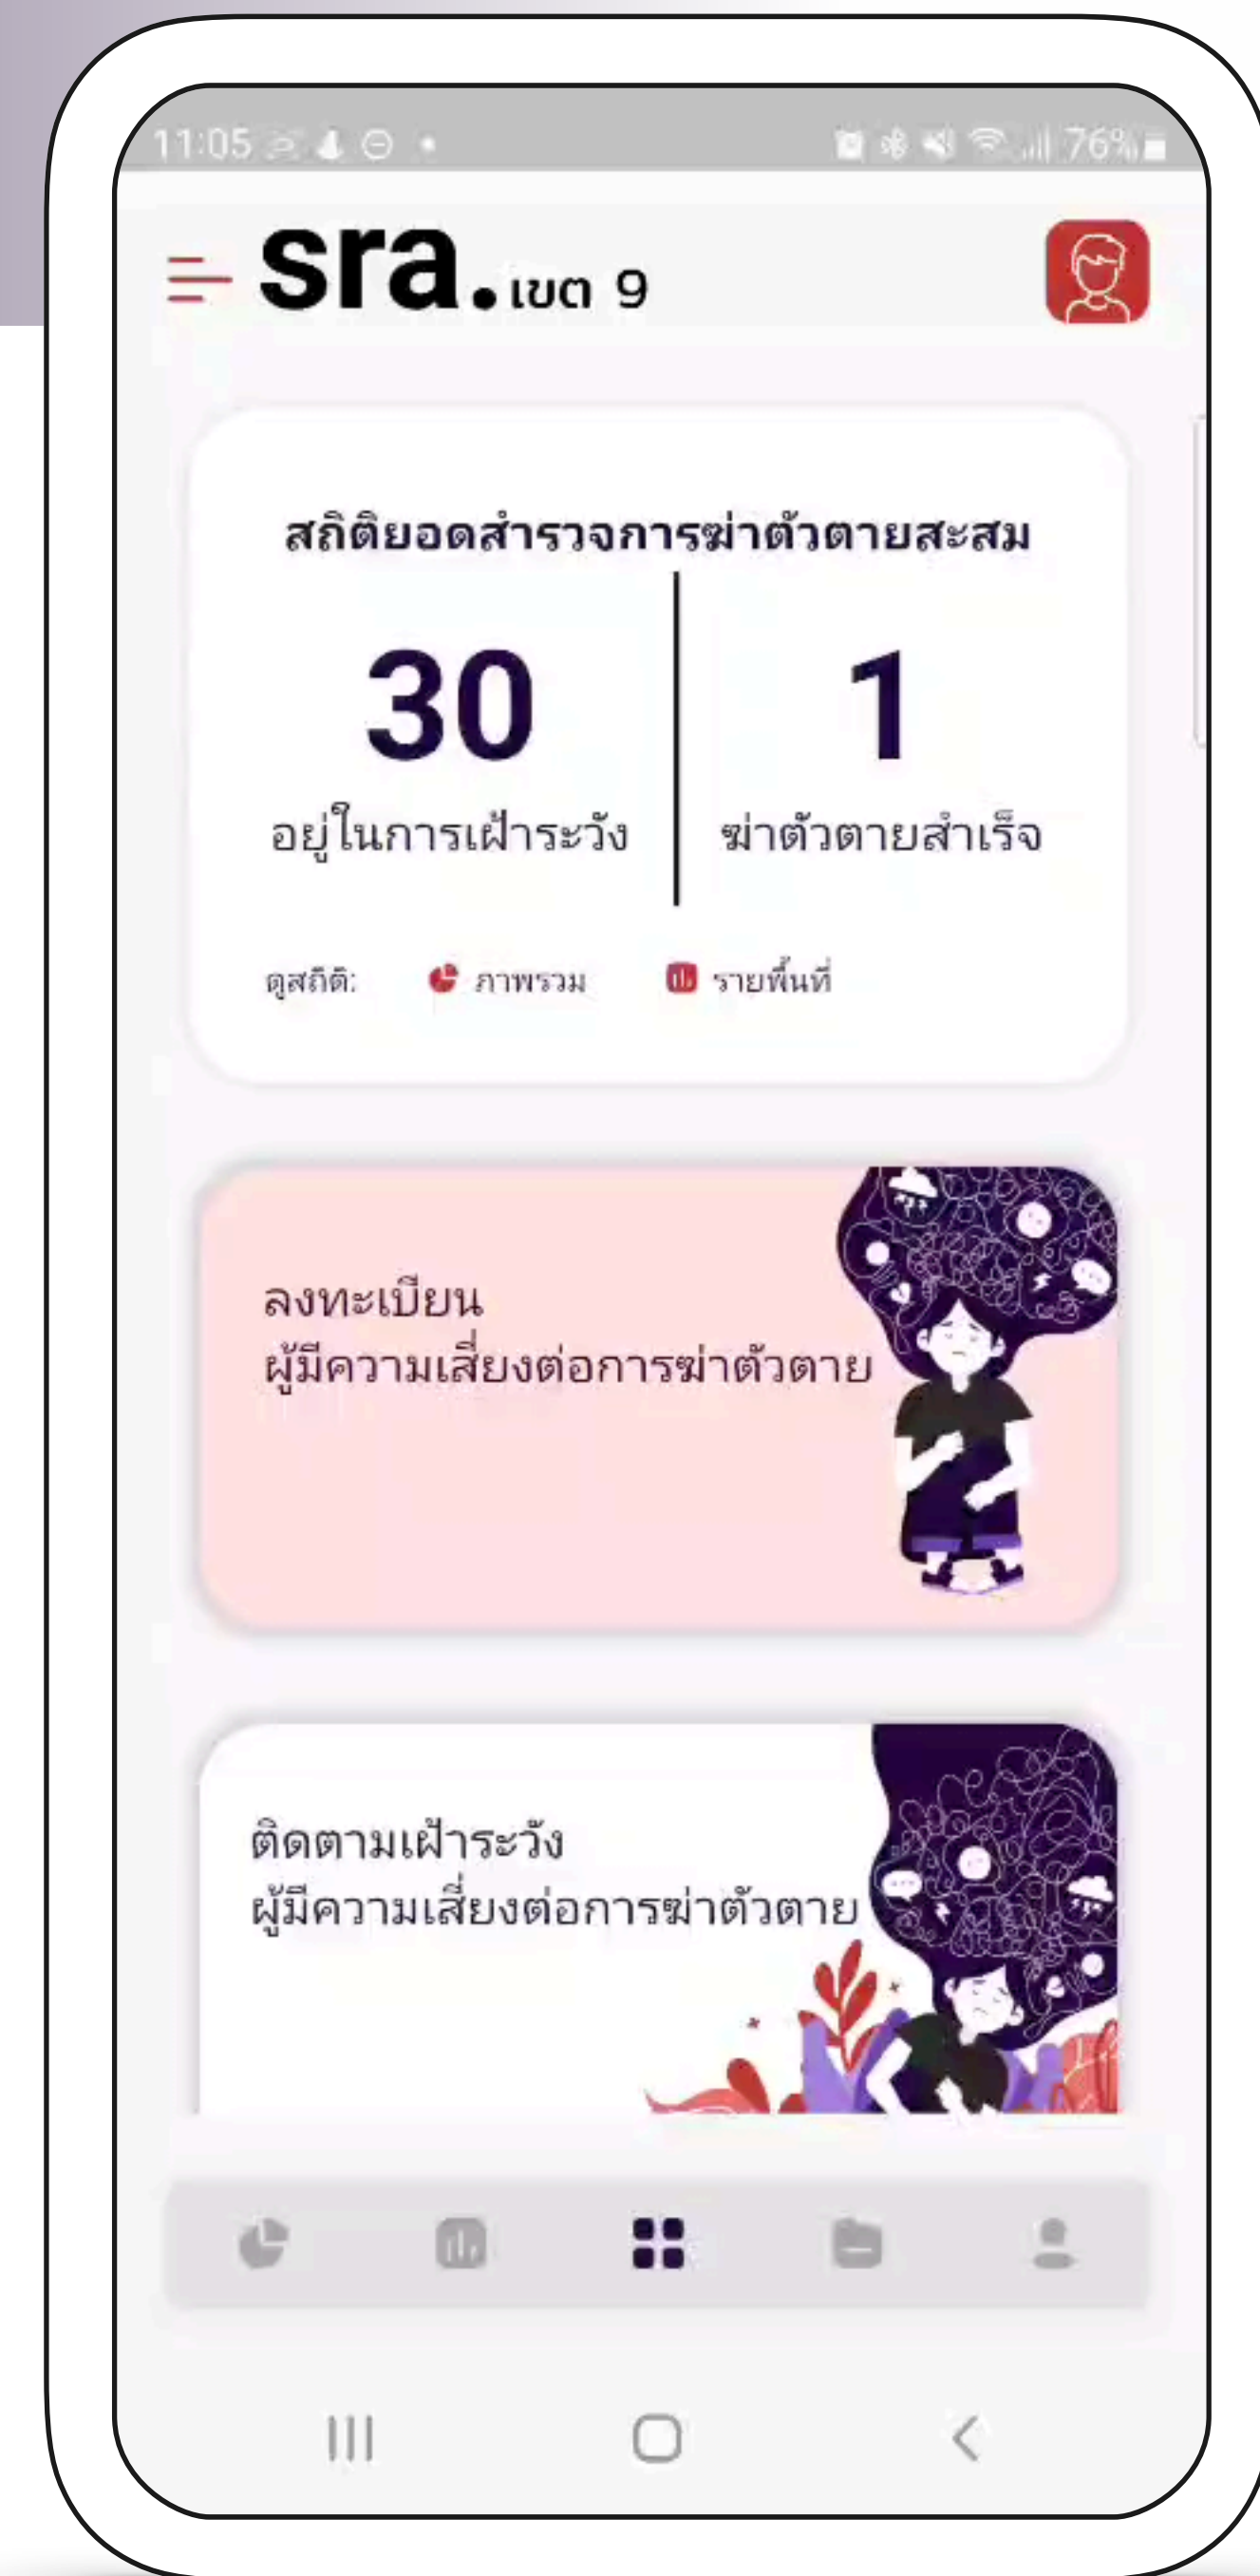 11:05
76%
sra. เขต 9
สถิติยอดสำรวจการฆ่าตัวตายสะสม
30
1
อยู่ในการเฝ้าระวัง
ฆ่าตัวตายสำเร็จ
ดูสถิติ: ภาพรวม รายพื้นที่
ลงทะเบียน
ผู้มีความเสี่ยงต่อการฆ่าตัวตาย
ติดตามเฝ้าระวัง
ผู้มีความเสี่ยงต่อการฆ่าตัวตาย